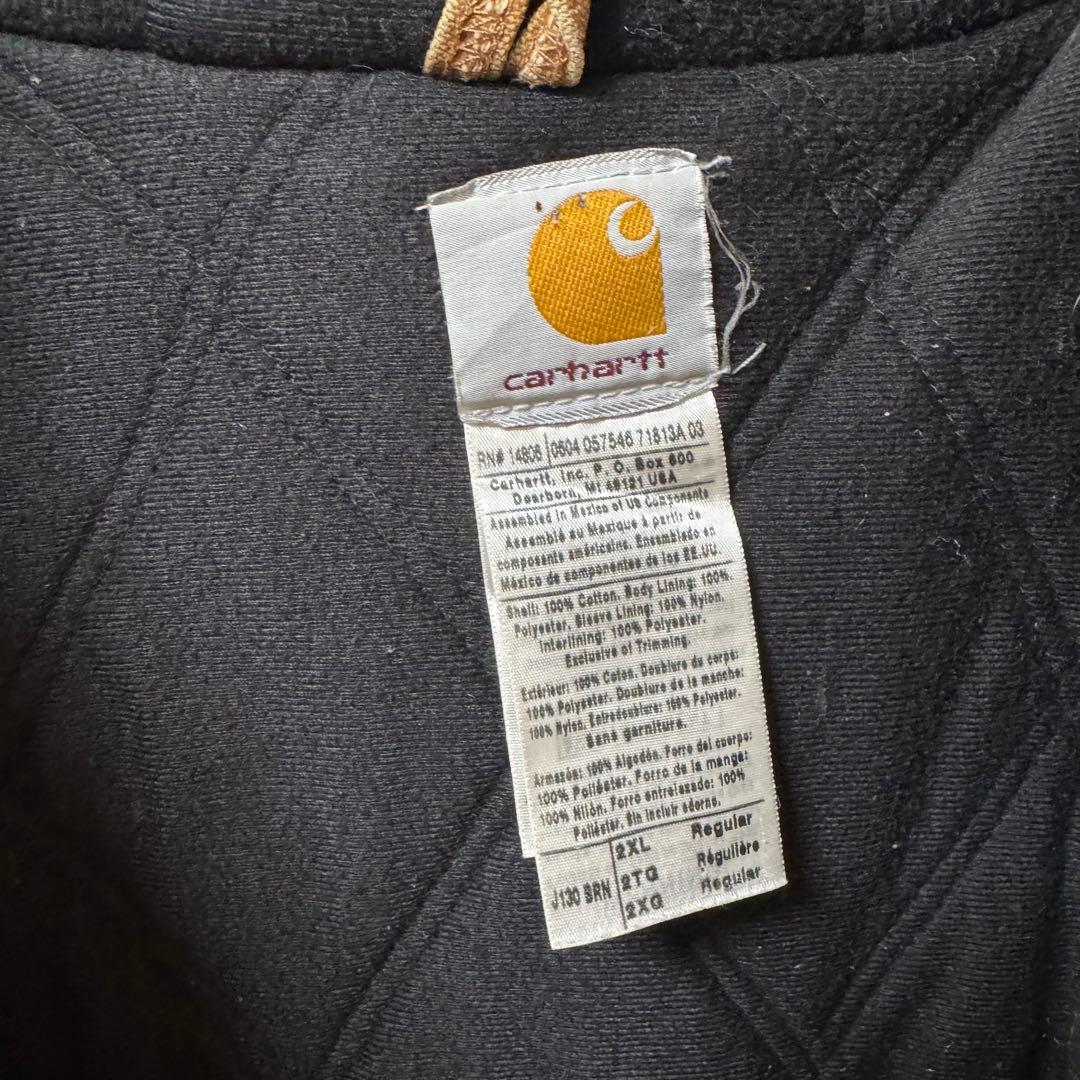 carhartt
RN# 14806 0604 057546 71813A 03
Carhartt, Inc. P. O. Box 600
Dearborn, MI 48121 USA
Assembled in Mexico of US Components
Assemblé au Mexique à partir de
composants américains. Ensamblado en
México de componentes de los EE.UU.
Shell: 100% Cotton. Body Lining: 100%
Polyester. Sleeve Lining: 100% Nylon.
Interlining: 100% Polyester.
Exclusive of Trimming.
Extérieur: 100% Coton. Doublure du corps:
100% Polyester. Doublure de la manche:
100% Nylon. Entredoublure: 100% Polyester.
Sans garniture.
Armazón: 100% Algodón. Forro del cuerpo:
100% Poliéster. Forro de la manga:
100% Nilón. Forro entrelazado: 100%
Poliéster. Sin incluir adorno.
J130 SRN
2XL Regular
2TG Régulière
2XG Regular